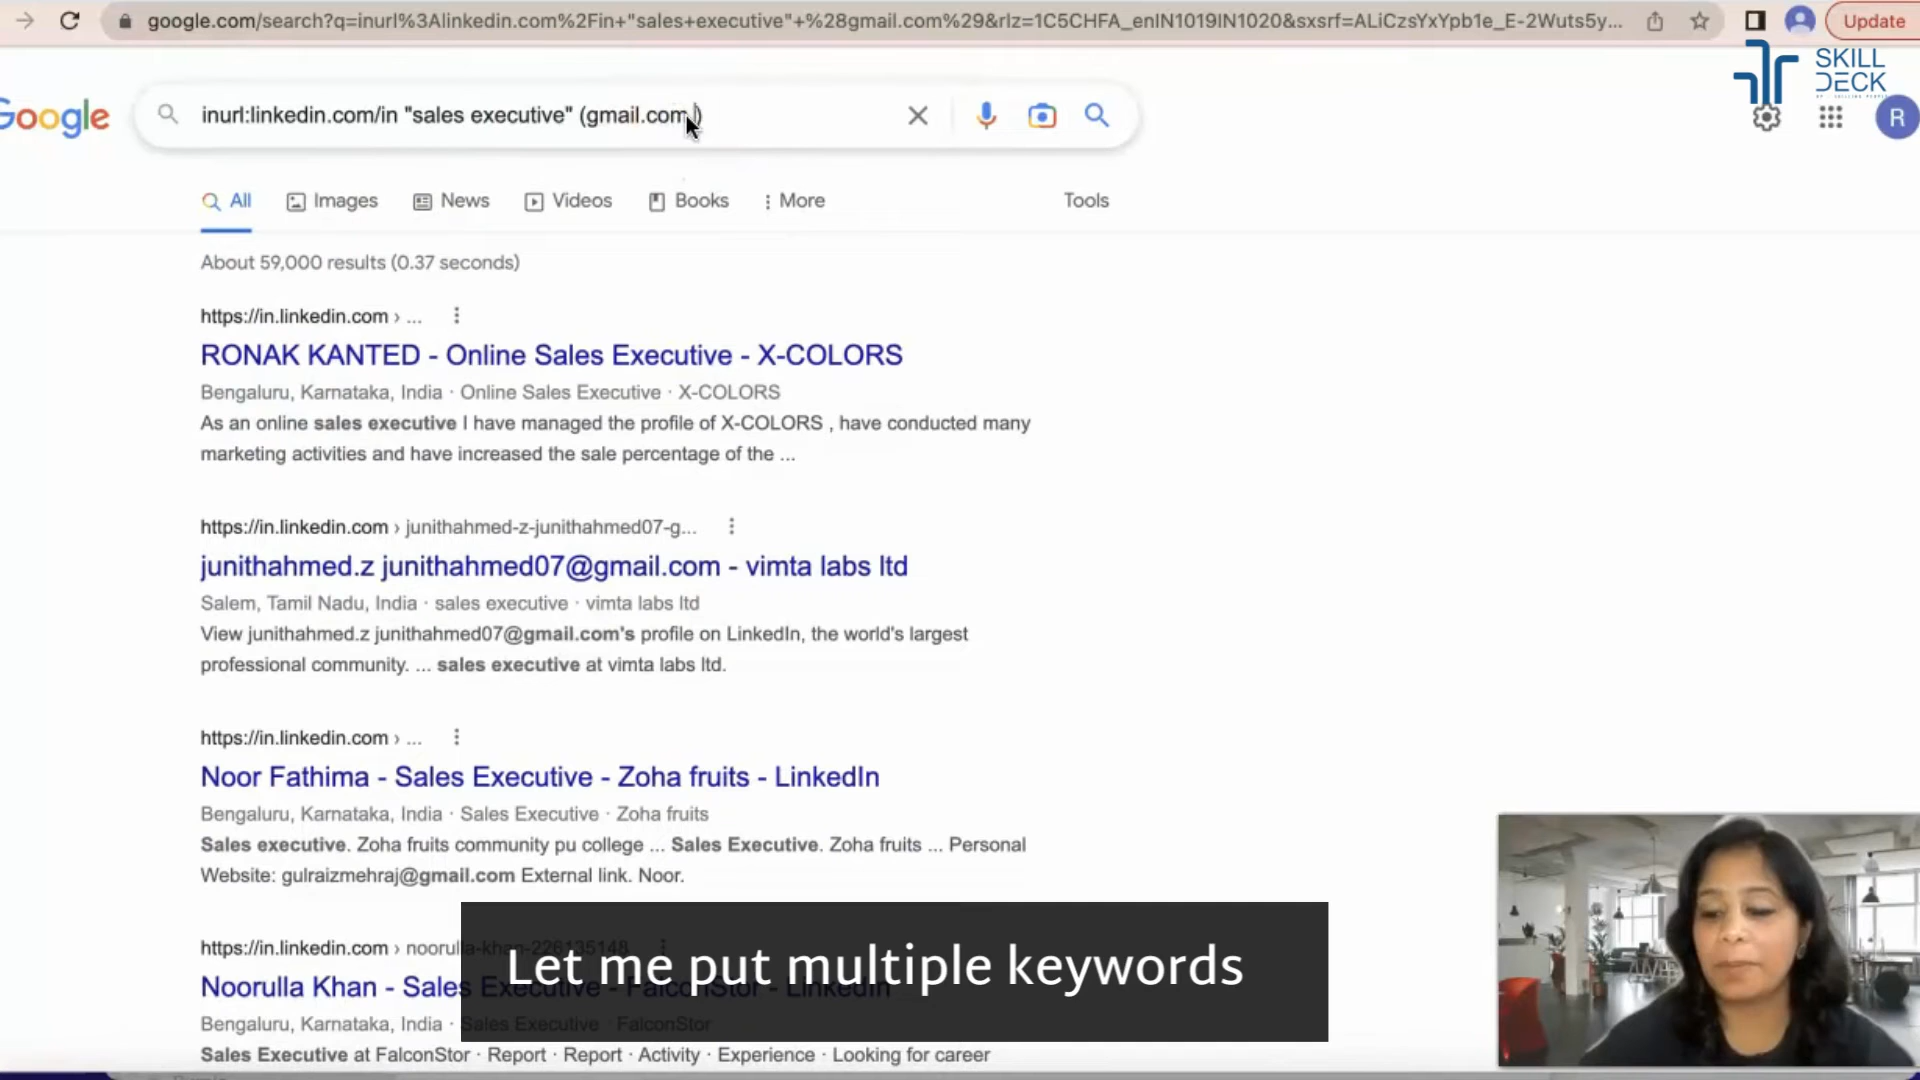 google.com/search?q=inurl%3Alinkedin.com%2Fin+"sales+executive"+%28gmail.com%29&rlz=1C5CHFA_enIN1019IN1020&sxsrf=ALiCzsYxYpb1e_E-2Wuts5y...
Update
SKILL
DECK
Google
inurl:linkedin.com/in "sales executive" (gmail.com )
R
All
Images
News
Videos
Books
More
Tools
About 59,000 results (0.37 seconds)
https://in.linkedin.com › ...
RONAK KANTED - Online Sales Executive - X-COLORS
Bengaluru, Karnataka, India · Online Sales Executive · X-COLORS
As an online sales executive I have managed the profile of X-COLORS , have conducted many
marketing activities and have increased the sale percentage of the ...
https://in.linkedin.com › junithahmed-z-junithahmed07-g...
junithahmed.z junithahmed07@gmail.com - vimta labs ltd
Salem, Tamil Nadu, India · sales executive · vimta labs ltd
View junithahmed.z junithahmed07@gmail.com's profile on LinkedIn, the world's largest
professional community. ... sales executive at vimta labs ltd.
https://in.linkedin.com › ...
Noor Fathima - Sales Executive - Zoha fruits - LinkedIn
Bengaluru, Karnataka, India · Sales Executive · Zoha fruits
Sales executive. Zoha fruits community pu college ... Sales Executive. Zoha fruits ... Personal
Website: gulraizmehraj@gmail.com External link. Noor.
https://in.linkedin.com › noorulla-khan-226135148
Let me put multiple keywords
Noorulla Khan - Sales Executive - FalconStor - LinkedIn
Bengaluru, Karnataka, India · Sales Executive · FalconStor
Sales Executive at FalconStor · Report · Report · Activity · Experience · Looking for career